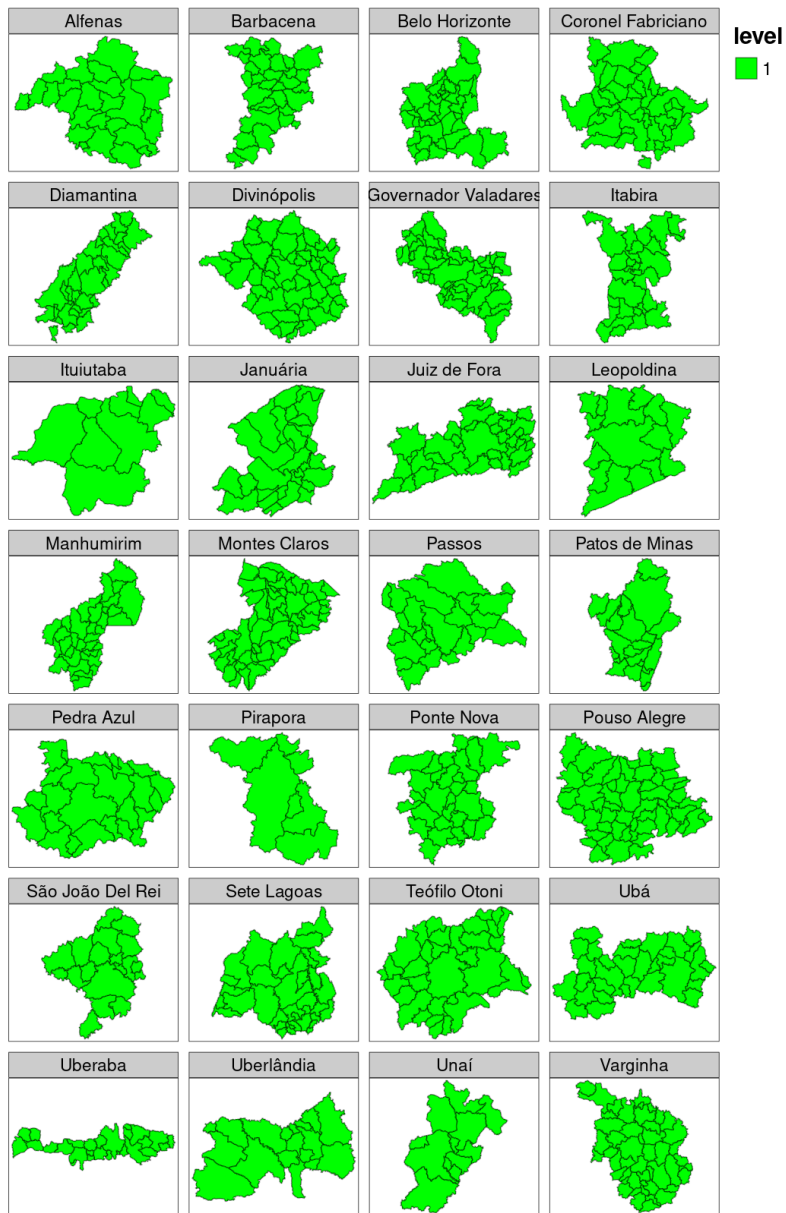 Alfenas
Barbacena
Belo Horizonte
Coronel Fabriciano
level
1
Diamantina
Divinópolis
Governador Valadares
Itabira
Ituiutaba
Januária
Juiz de Fora
Leopoldina
Manhumirim
Montes Claros
Passos
Patos de Minas
Pedra Azul
Pirapora
Ponte Nova
Pouso Alegre
São João Del Rei
Sete Lagoas
Teófilo Otoni
Ubá
Uberaba
Uberlândia
Unaí
Varginha